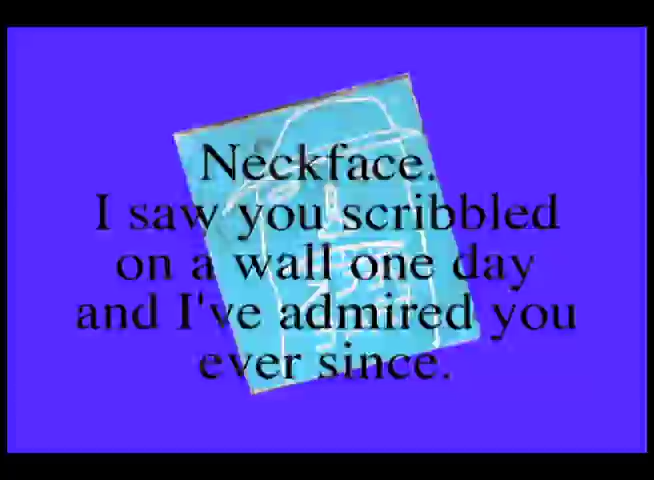 Neckface.
I saw you scribbled
on a wall one day
and I've admired you
ever since.